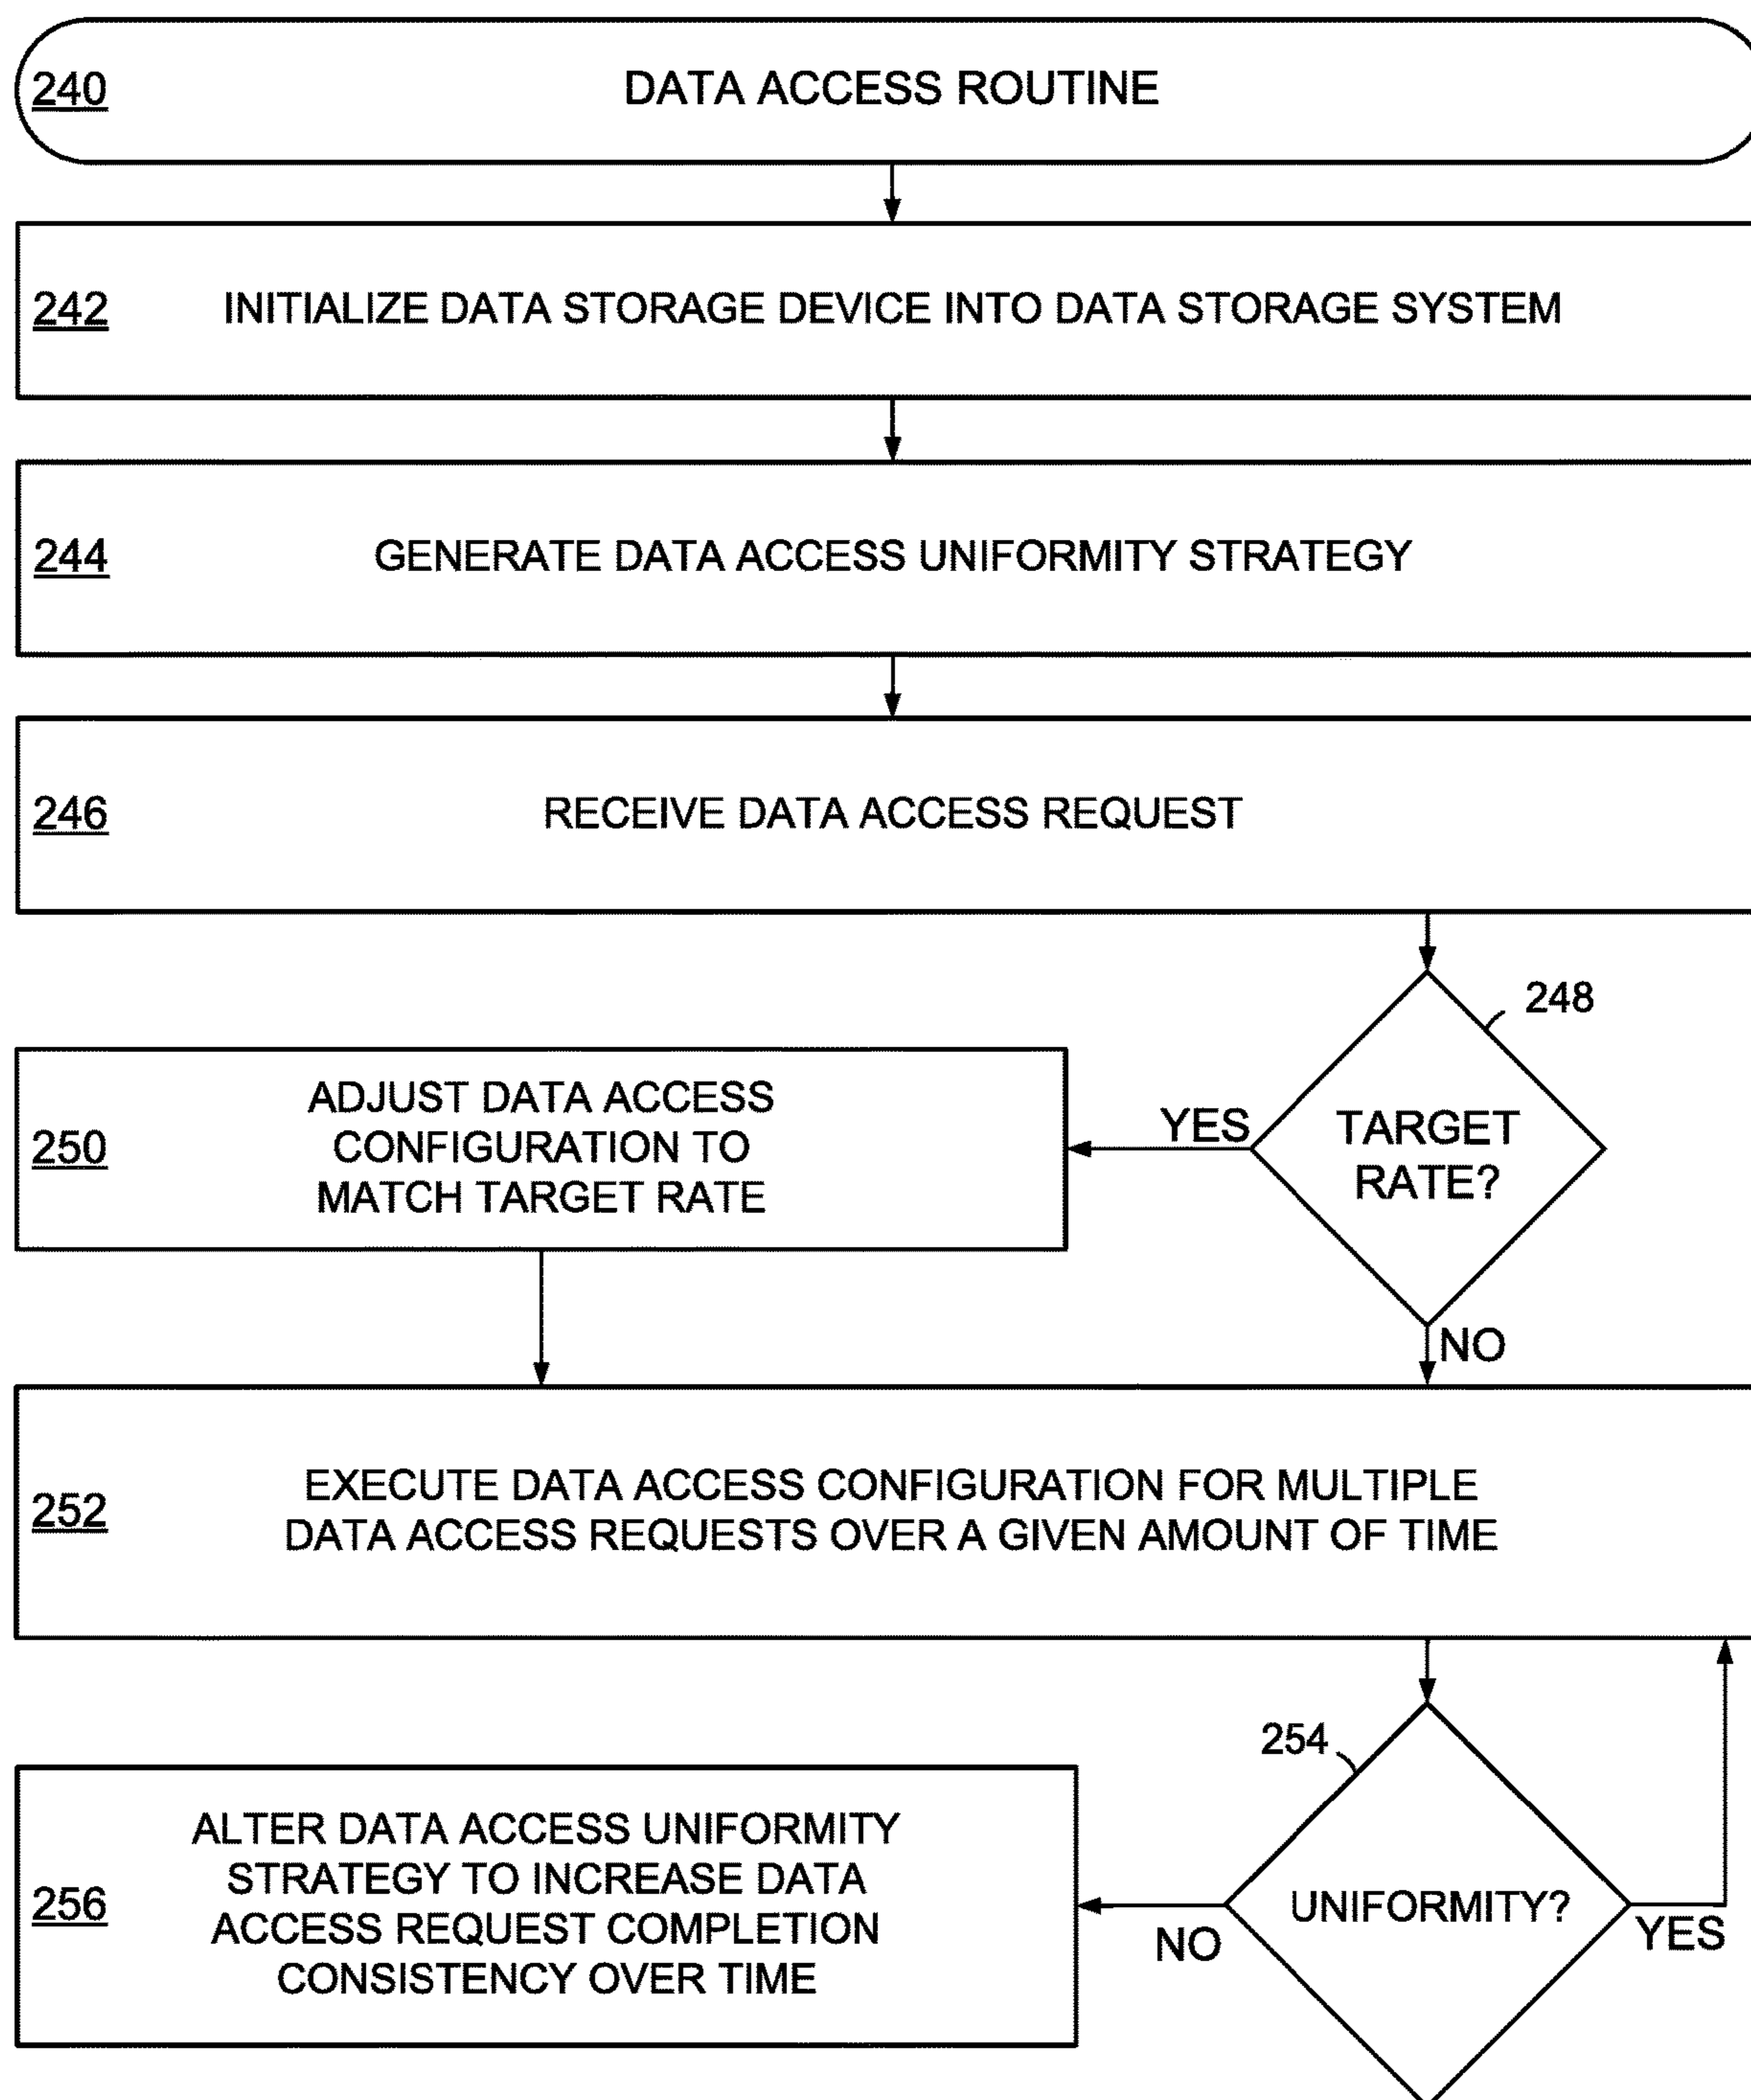 240
DATA ACCESS ROUTINE
242
INITIALIZE DATA STORAGE DEVICE INTO DATA STORAGE SYSTEM
244
GENERATE DATA ACCESS UNIFORMITY STRATEGY
246
RECEIVE DATA ACCESS REQUEST
248
TARGET
RATE?
YES
NO
250
ADJUST DATA ACCESS
CONFIGURATION TO
MATCH TARGET RATE
252
EXECUTE DATA ACCESS CONFIGURATION FOR MULTIPLE
DATA ACCESS REQUESTS OVER A GIVEN AMOUNT OF TIME
254
UNIFORMITY?
NO
YES
256
ALTER DATA ACCESS UNIFORMITY
STRATEGY TO INCREASE DATA
ACCESS REQUEST COMPLETION
CONSISTENCY OVER TIME